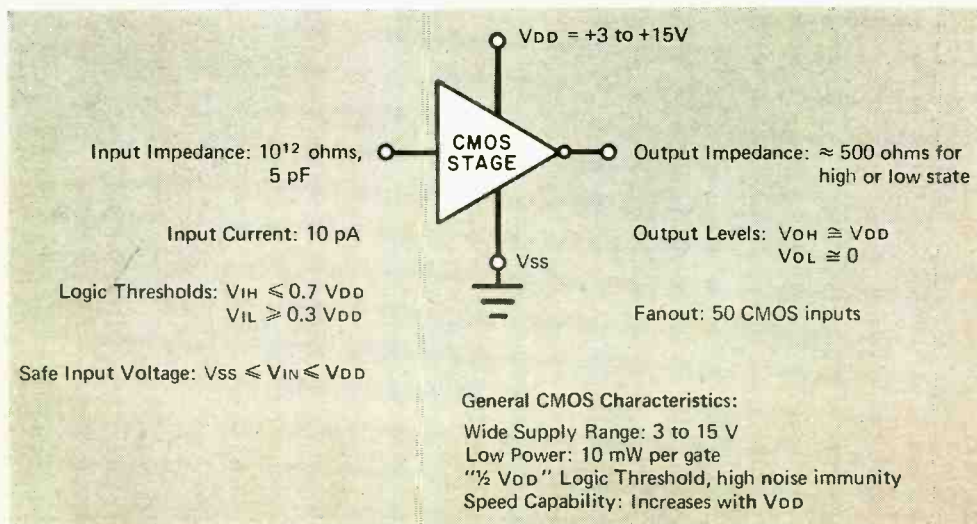 VDD = +3 to +15V
CMOS
STAGE
Input Impedance: 10¹² ohms,
5 pF
Output Impedance: ≈ 500 ohms for
high or low state
Input Current: 10 pA
Output Levels: VOH ≅ VDD
VOL ≅ 0
Vss
Logic Thresholds: VIH ≤ 0.7 VDD
VIL ≥ 0.3 VDD
Fanout: 50 CMOS inputs
Safe Input Voltage: Vss ≤ VIN ≤ VDD
General CMOS Characteristics:
Wide Supply Range: 3 to 15 V
Low Power: 10 mW per gate
"½ VDD" Logic Threshold, high noise immunity
Speed Capability: Increases with VDD